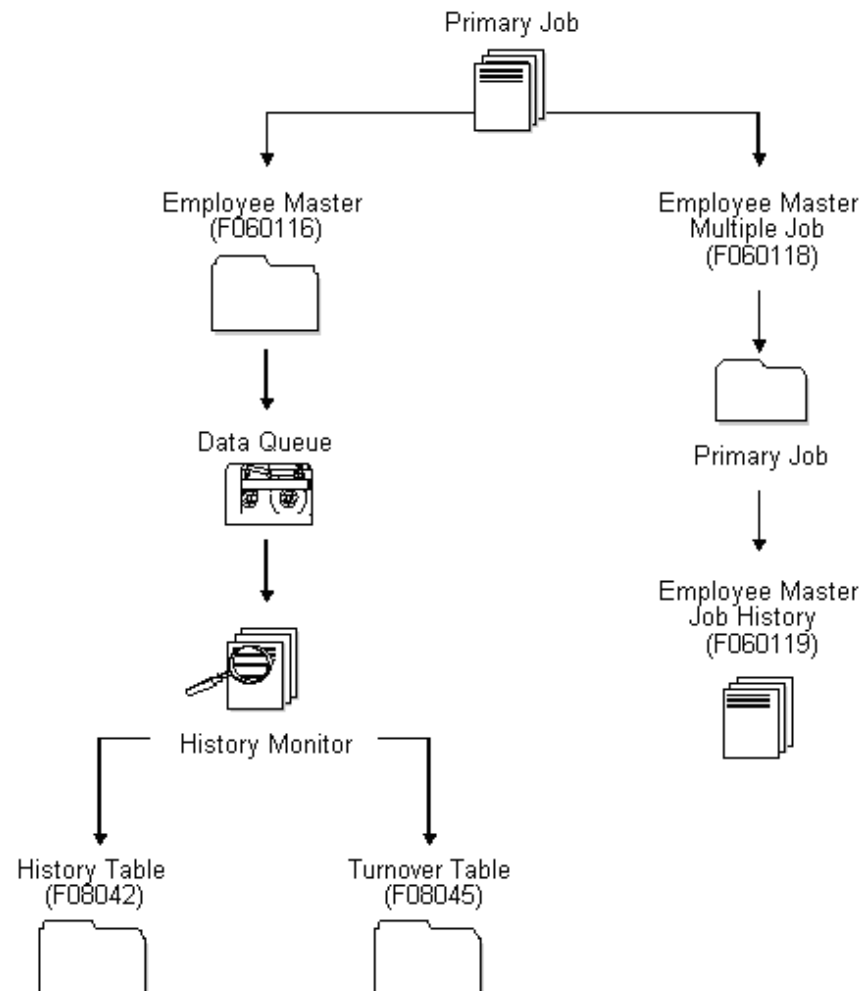 Primary Job
Employee Master
(F060116)
Employee Master
Multiple Job
(F060118)
Data Queue
Primary Job
Employee Master
Job History
(F060119)
History Monitor
History Table
(F08042)
Turnover Table
(F08045)